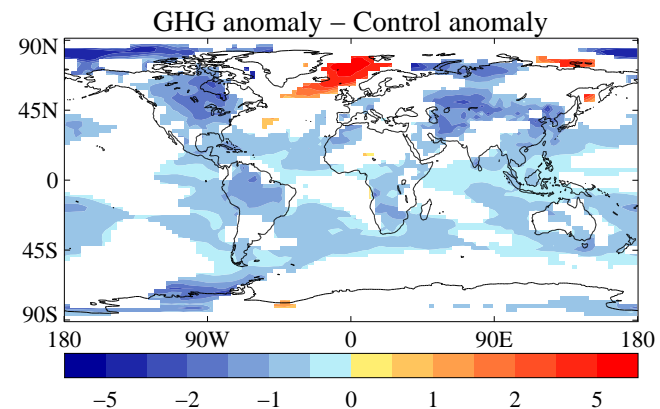 GHG anomaly – Control anomaly
90N
45N
0
45S
90S
180 90W 0 90E 180
−5 −2 −1 0 1 2 5